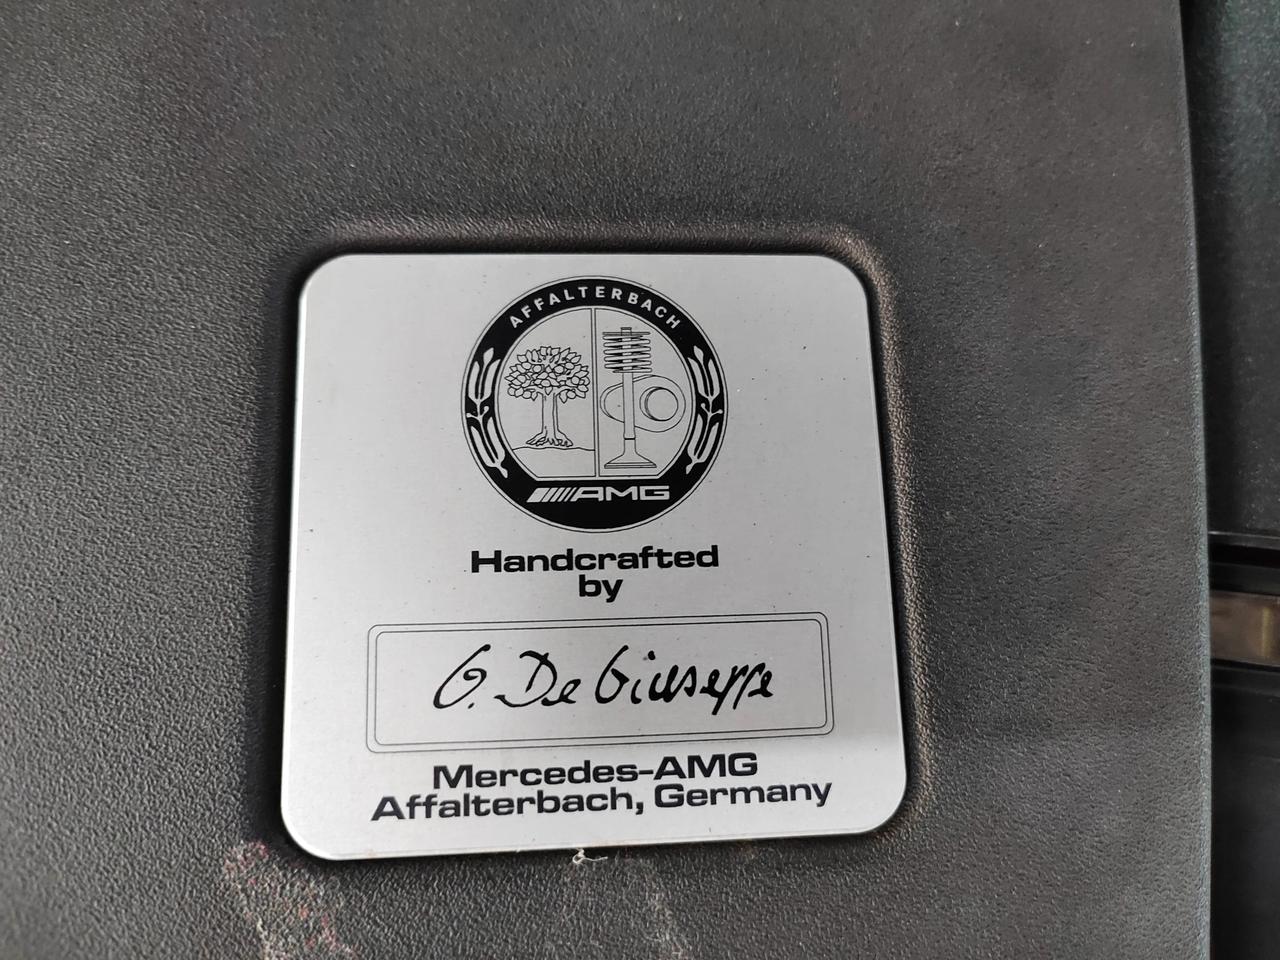 AFFALTERBACH
AMG
Handcrafted
by
G. De Giuseppe
Mercedes-AMG
Affalterbach, Germany